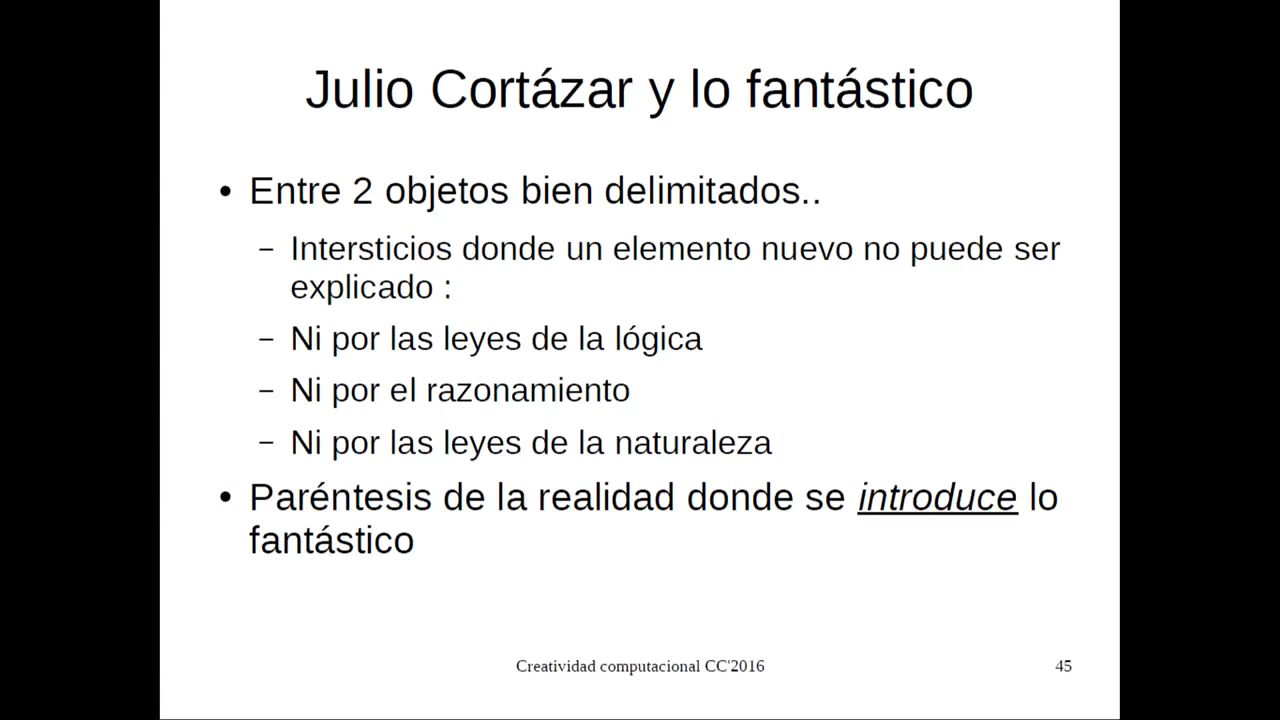 Julio Cortázar y lo fantástico
• Entre 2 objetos bien delimitados..
– Intersticios donde un elemento nuevo no puede ser
explicado :
– Ni por las leyes de la lógica
– Ni por el razonamiento
– Ni por las leyes de la naturaleza
• Paréntesis de la realidad donde se introduce lo
fantástico
Creatividad computacional CC'2016
45